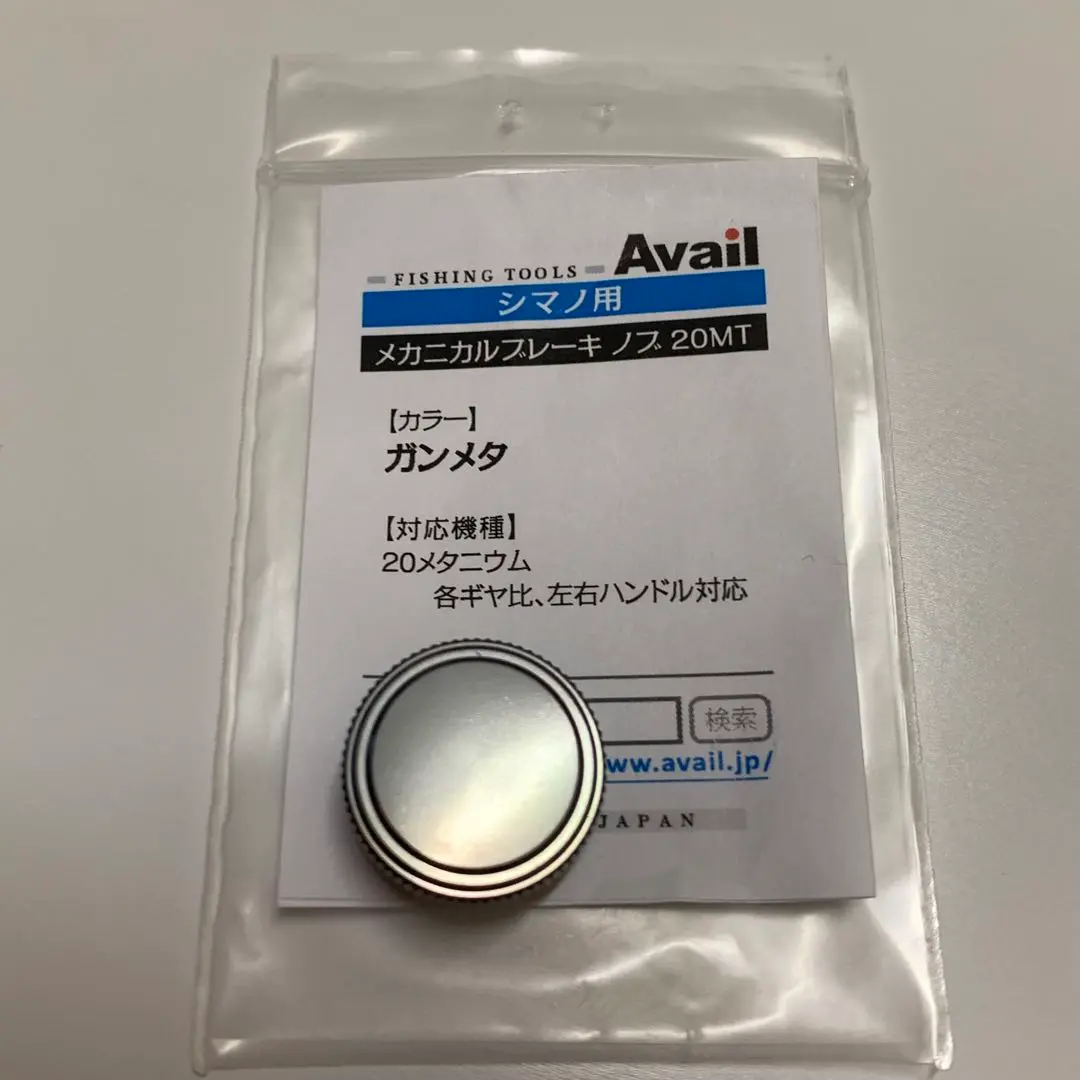 FISHING TOOLS Avail
シマノ用
メカニカルブレーキ ノブ 20MT
【カラー】
ガンメタ
【対応機種】
20メタニウム
各ギヤ比、左右ハンドル対応
検索
ww.avail.jp/
JAPAN